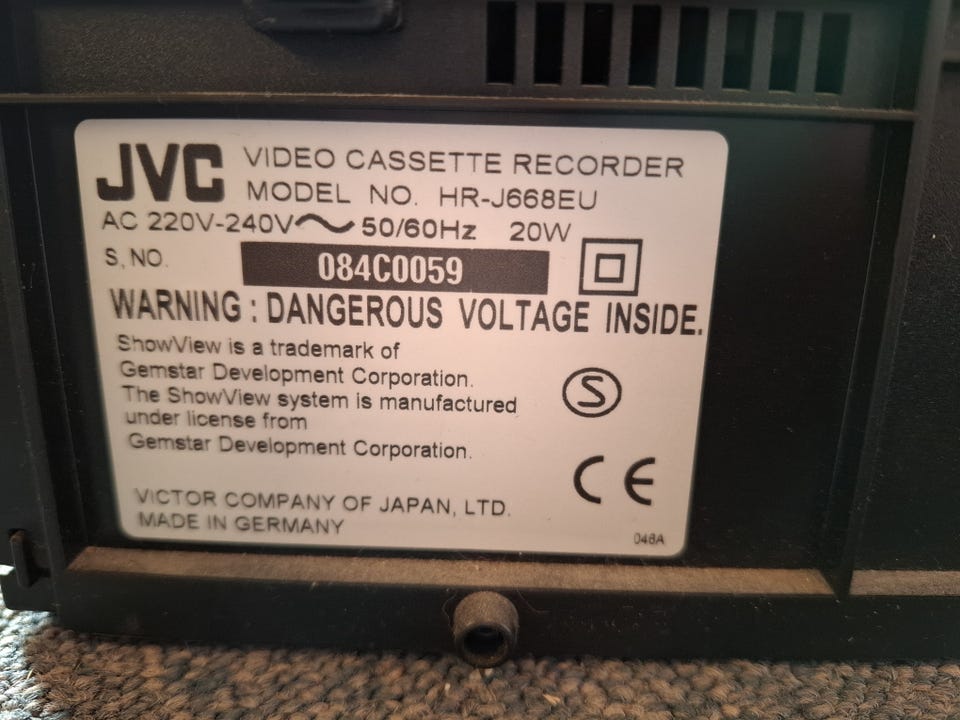 JVC VIDEO CASSETTE RECORDER
MODEL NO. HR-J668EU
AC 220V-240V~ 50/60Hz 20W
S. NO. 084C0059
WARNING : DANGEROUS VOLTAGE INSIDE.
ShowView is a trademark of
Gemstar Development Corporation.
The ShowView system is manufactured
under license from
Gemstar Development Corporation.
S
CE
VICTOR COMPANY OF JAPAN, LTD.
MADE IN GERMANY
048A